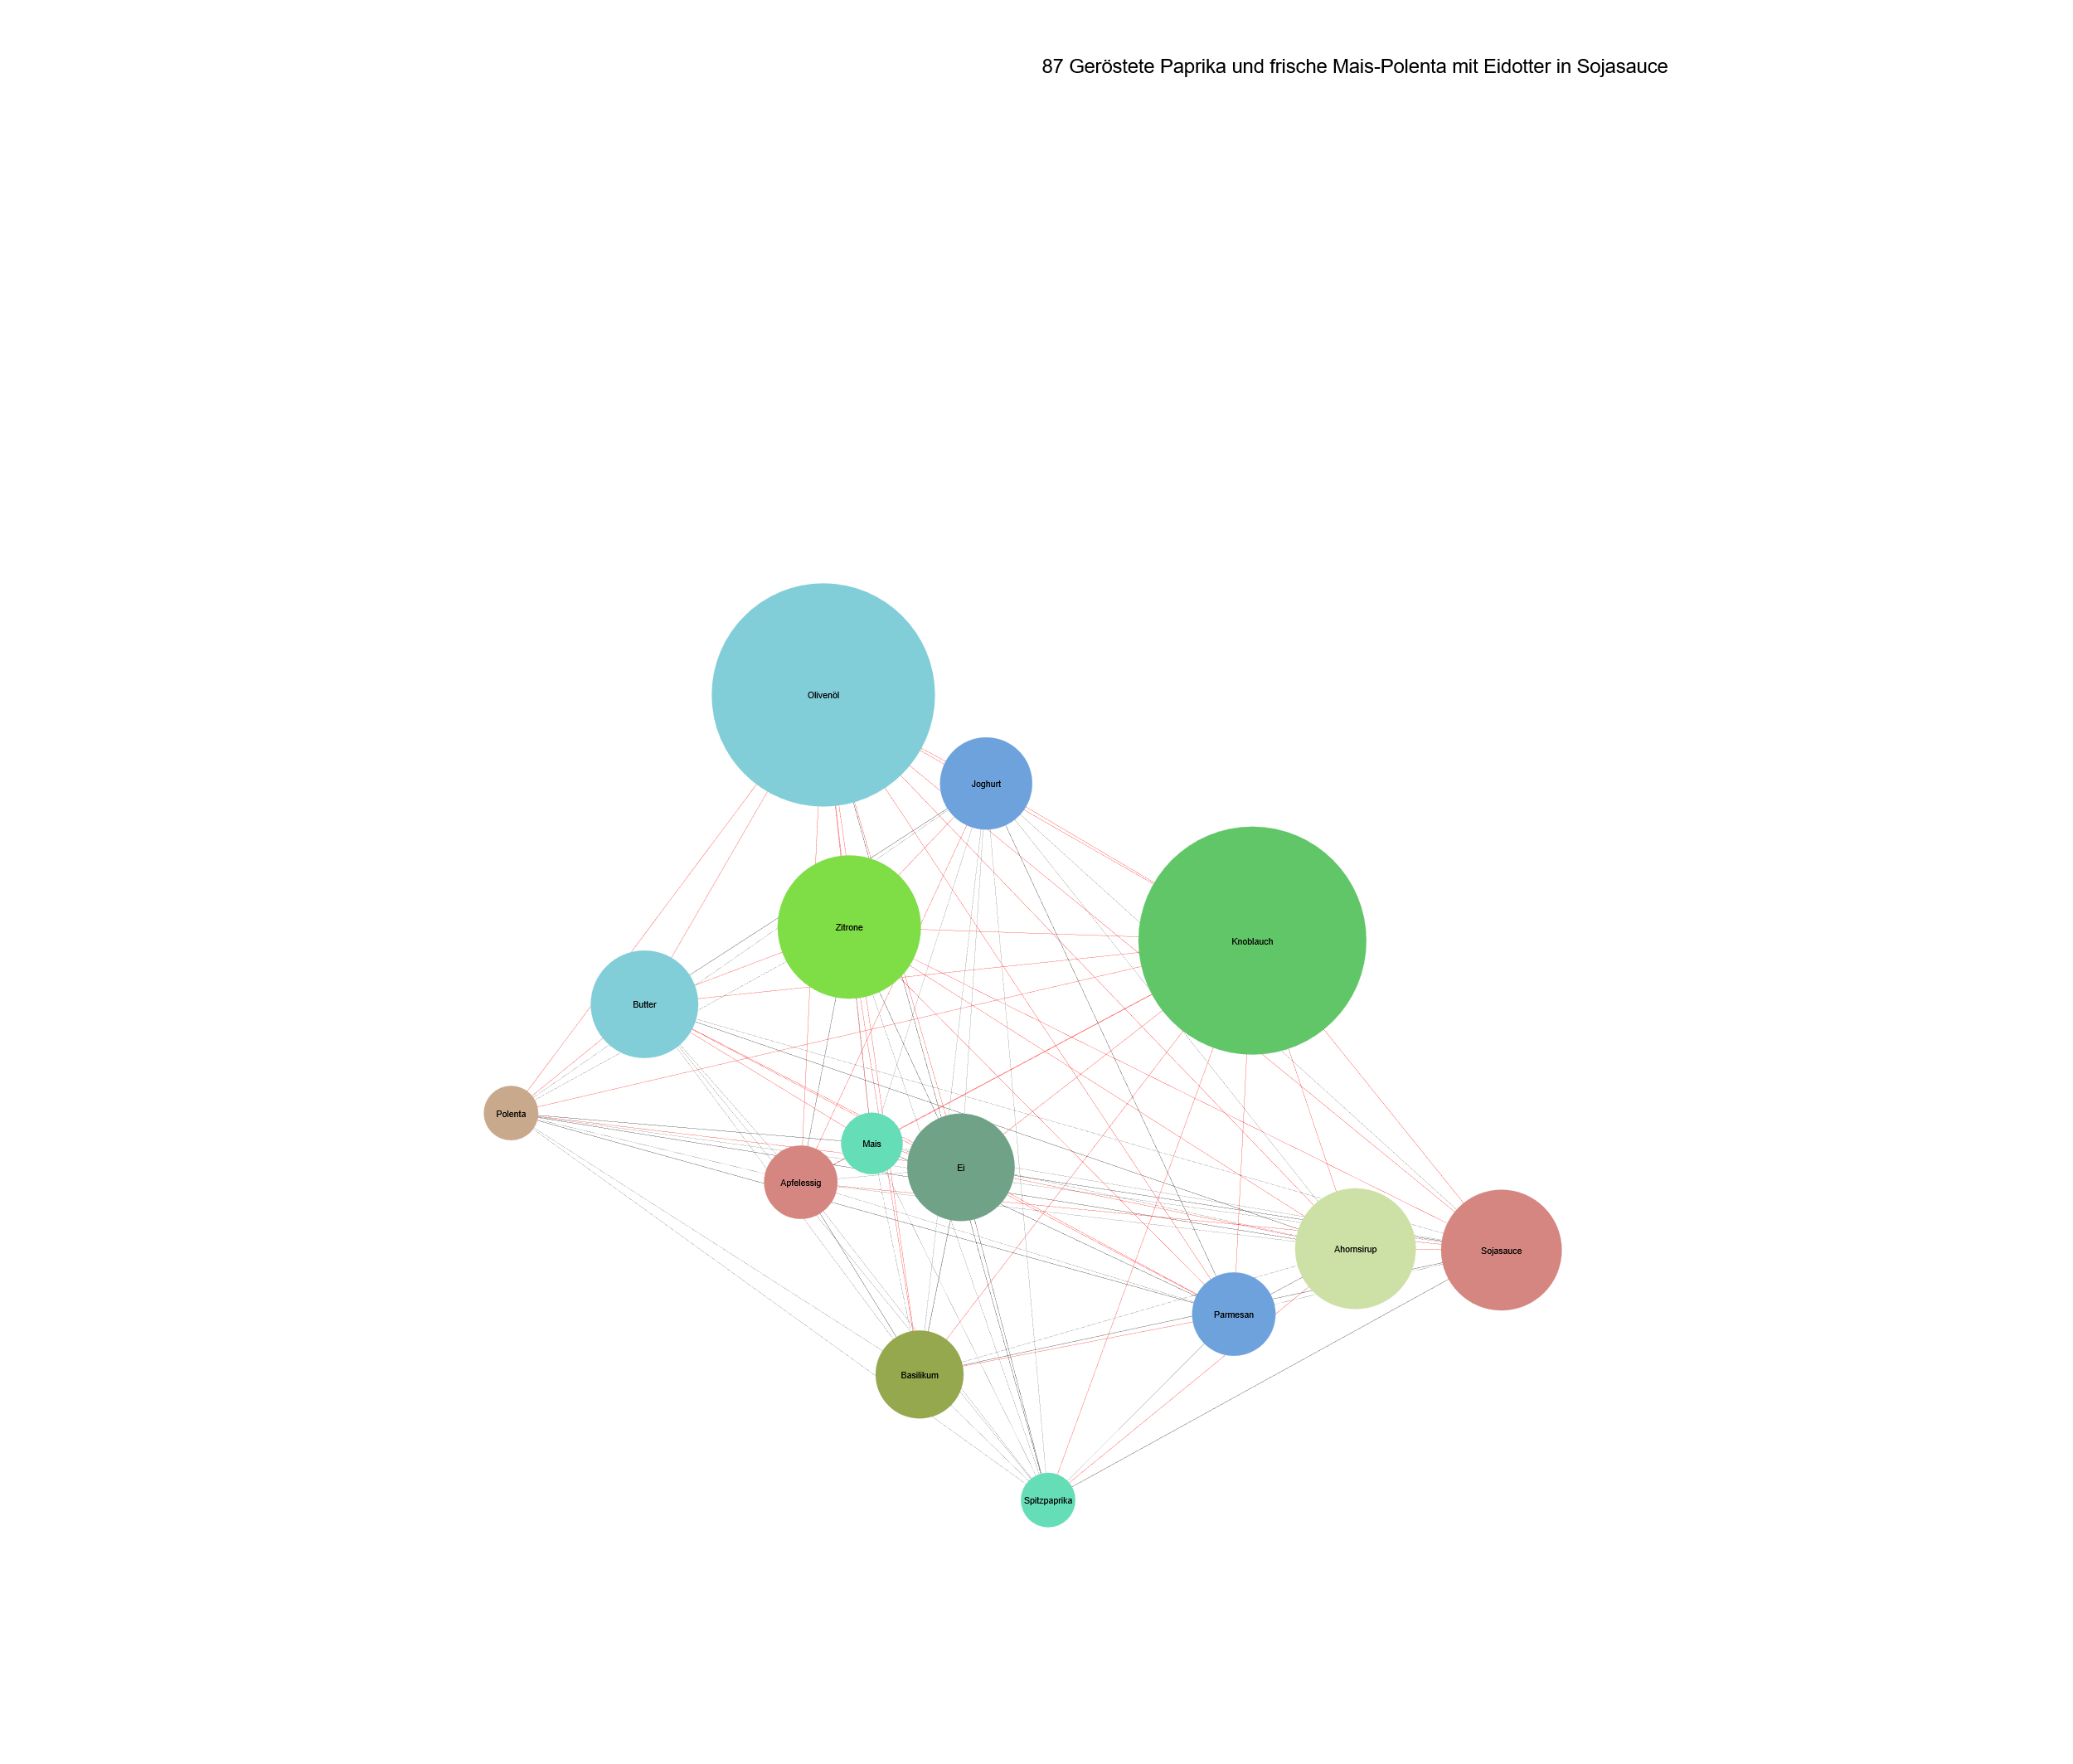 87 Geröstete Paprika und frische Mais-Polenta mit Eidotter in Sojasauce
Olivenöl
Joghurt
Zitrone
Knoblauch
Butter
Polenta
Mais
Ei
Apfelessig
Ahornsirup
Sojasauce
Parmesan
Basilikum
Spitzpaprika